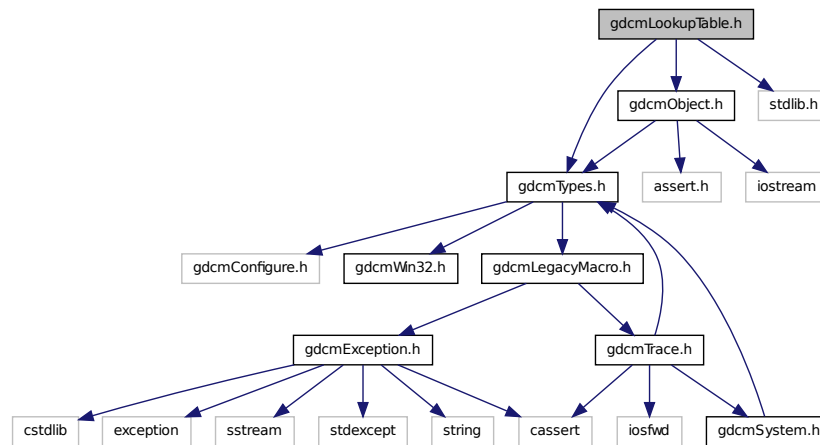 gdcmLookupTable.h
gdcmObject.h
stdlib.h
gdcmTypes.h
assert.h
iostream
gdcmConfigure.h
gdcmWin32.h
gdcmLegacyMacro.h
gdcmException.h
gdcmTrace.h
cstdlib
exception
sstream
stdexcept
string
cassert
iosfwd
gdcmSystem.h